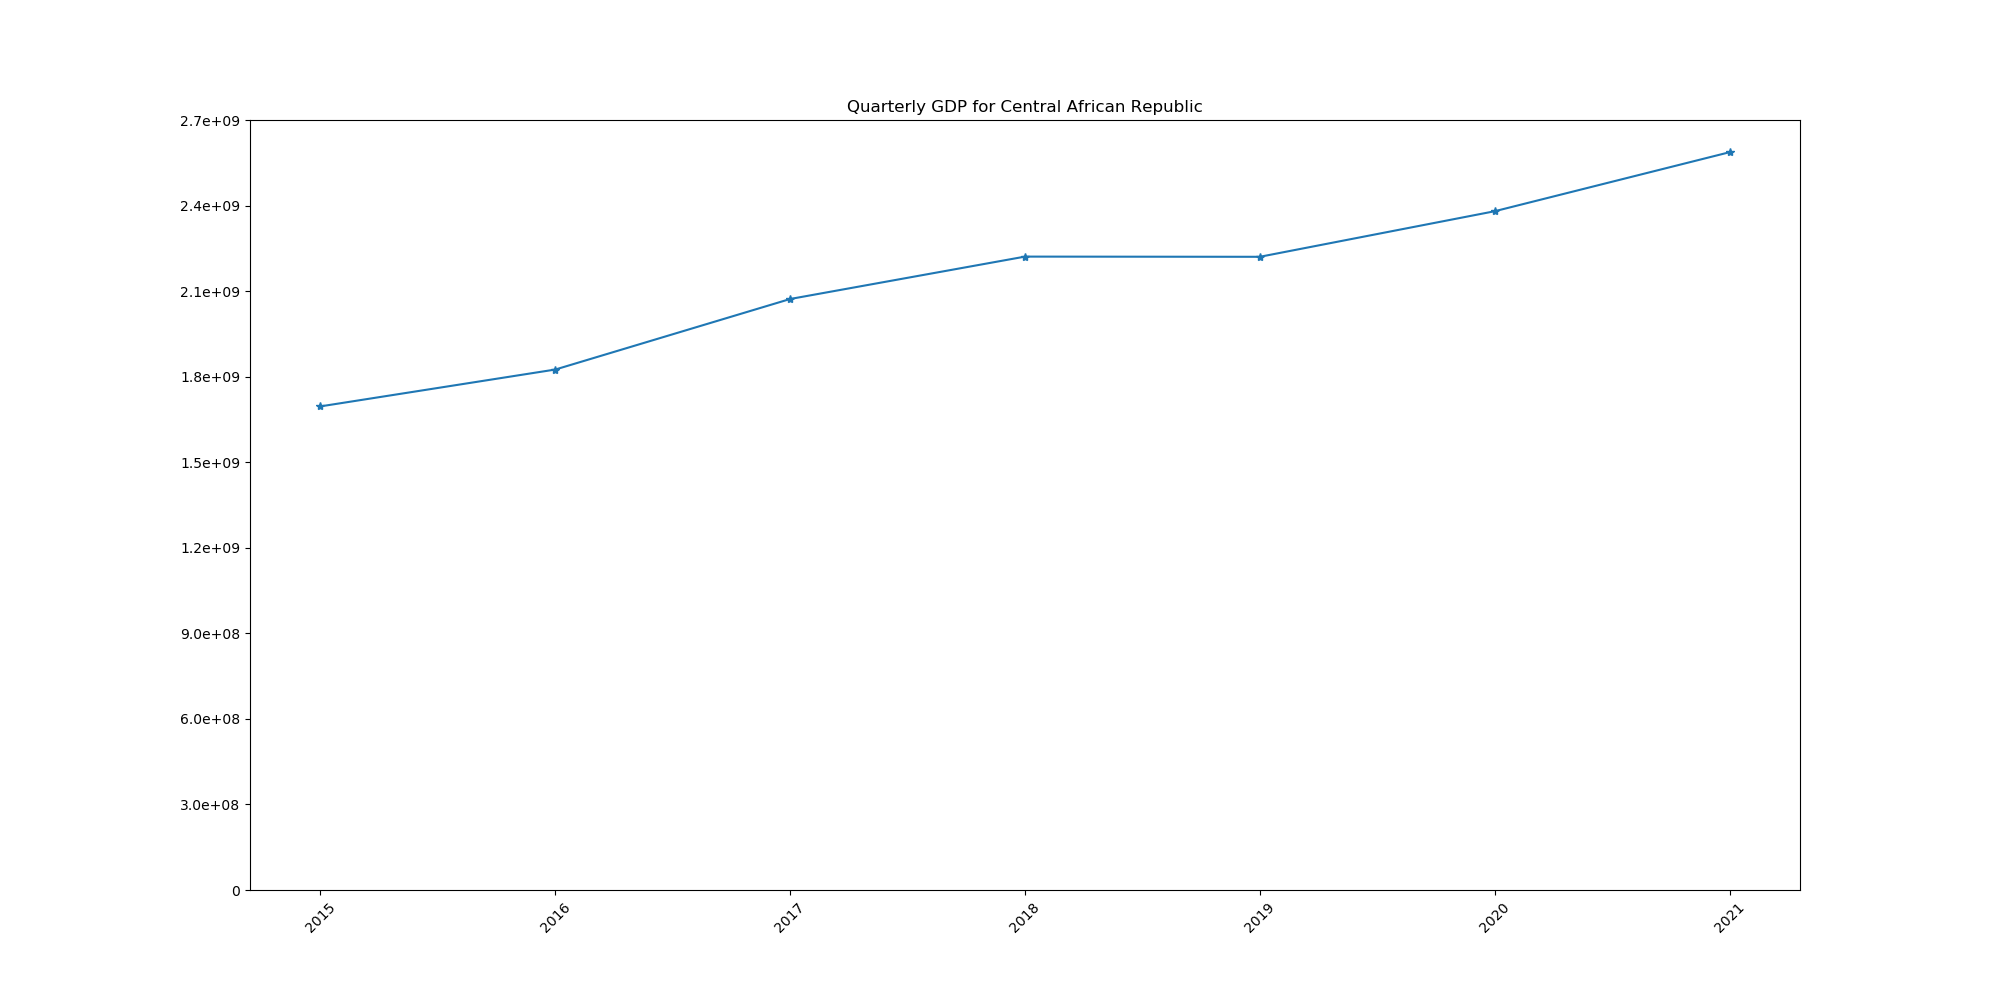 Quarterly GDP for Central African Republic
2.7e+09
2.4e+09
2.1e+09
1.8e+09
1.5e+09
1.2e+09
9.0e+08
6.0e+08
3.0e+08
0
2015
2016
2017
2018
2019
2020
2021